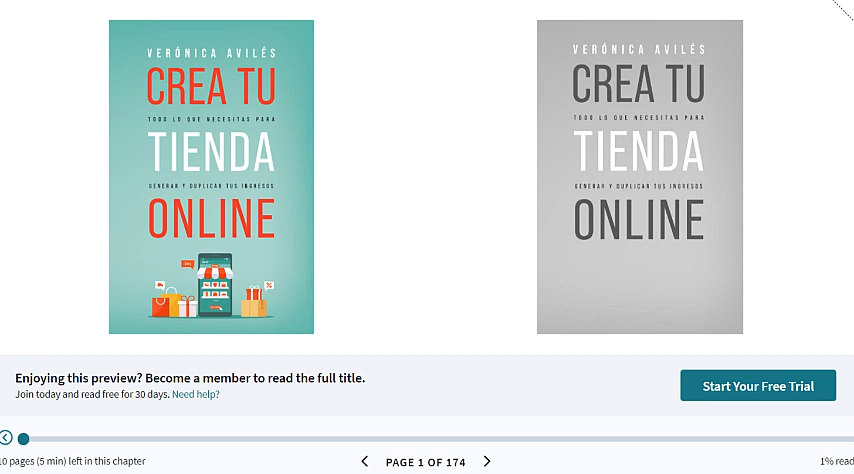 VERÓNICA AVILÉS
CREA TU
TODO LO QUE NECESITAS PARA
TIENDA
GENERAR Y DUPLICAR TUS INGRESOS
ONLINE
%
VERÓNICA AVILÉS
CREA TU
TODO LO QUE NECESITAS PARA
TIENDA
GENERAR Y DUPLICAR TUS INGRESOS
ONLINE
Enjoying this preview? Become a member to read the full title.
Join today and read free for 30 days. Need help?
Start Your Free Trial
10 pages (5 min) left in this chapter
PAGE 1 OF 174
1% read